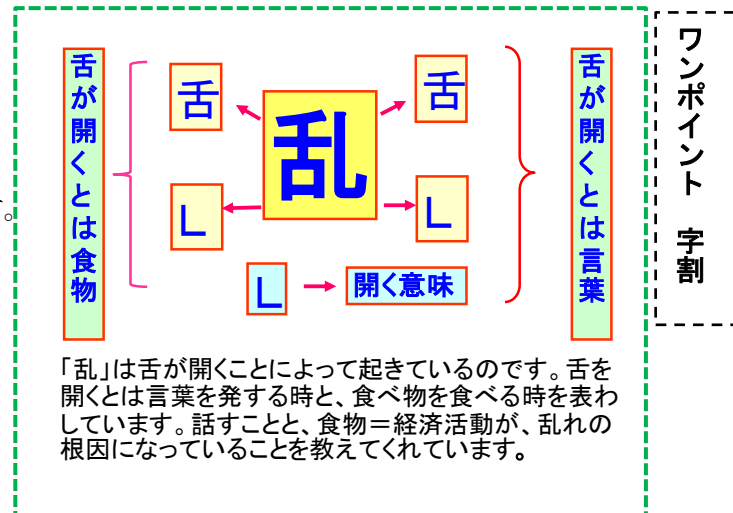 ワンポイント 字割
舌が開くとは言葉
舌が開くとは食物
舌
舌
乱
L
L
L
開く意味
「乱」は舌が開くことによって起きているのです。舌を
開くとは言葉を発する時と、食べ物を食べる時を表わ
しています。話すことと、食物＝経済活動が、乱れの
根因になっていることを教えてくれています。
。